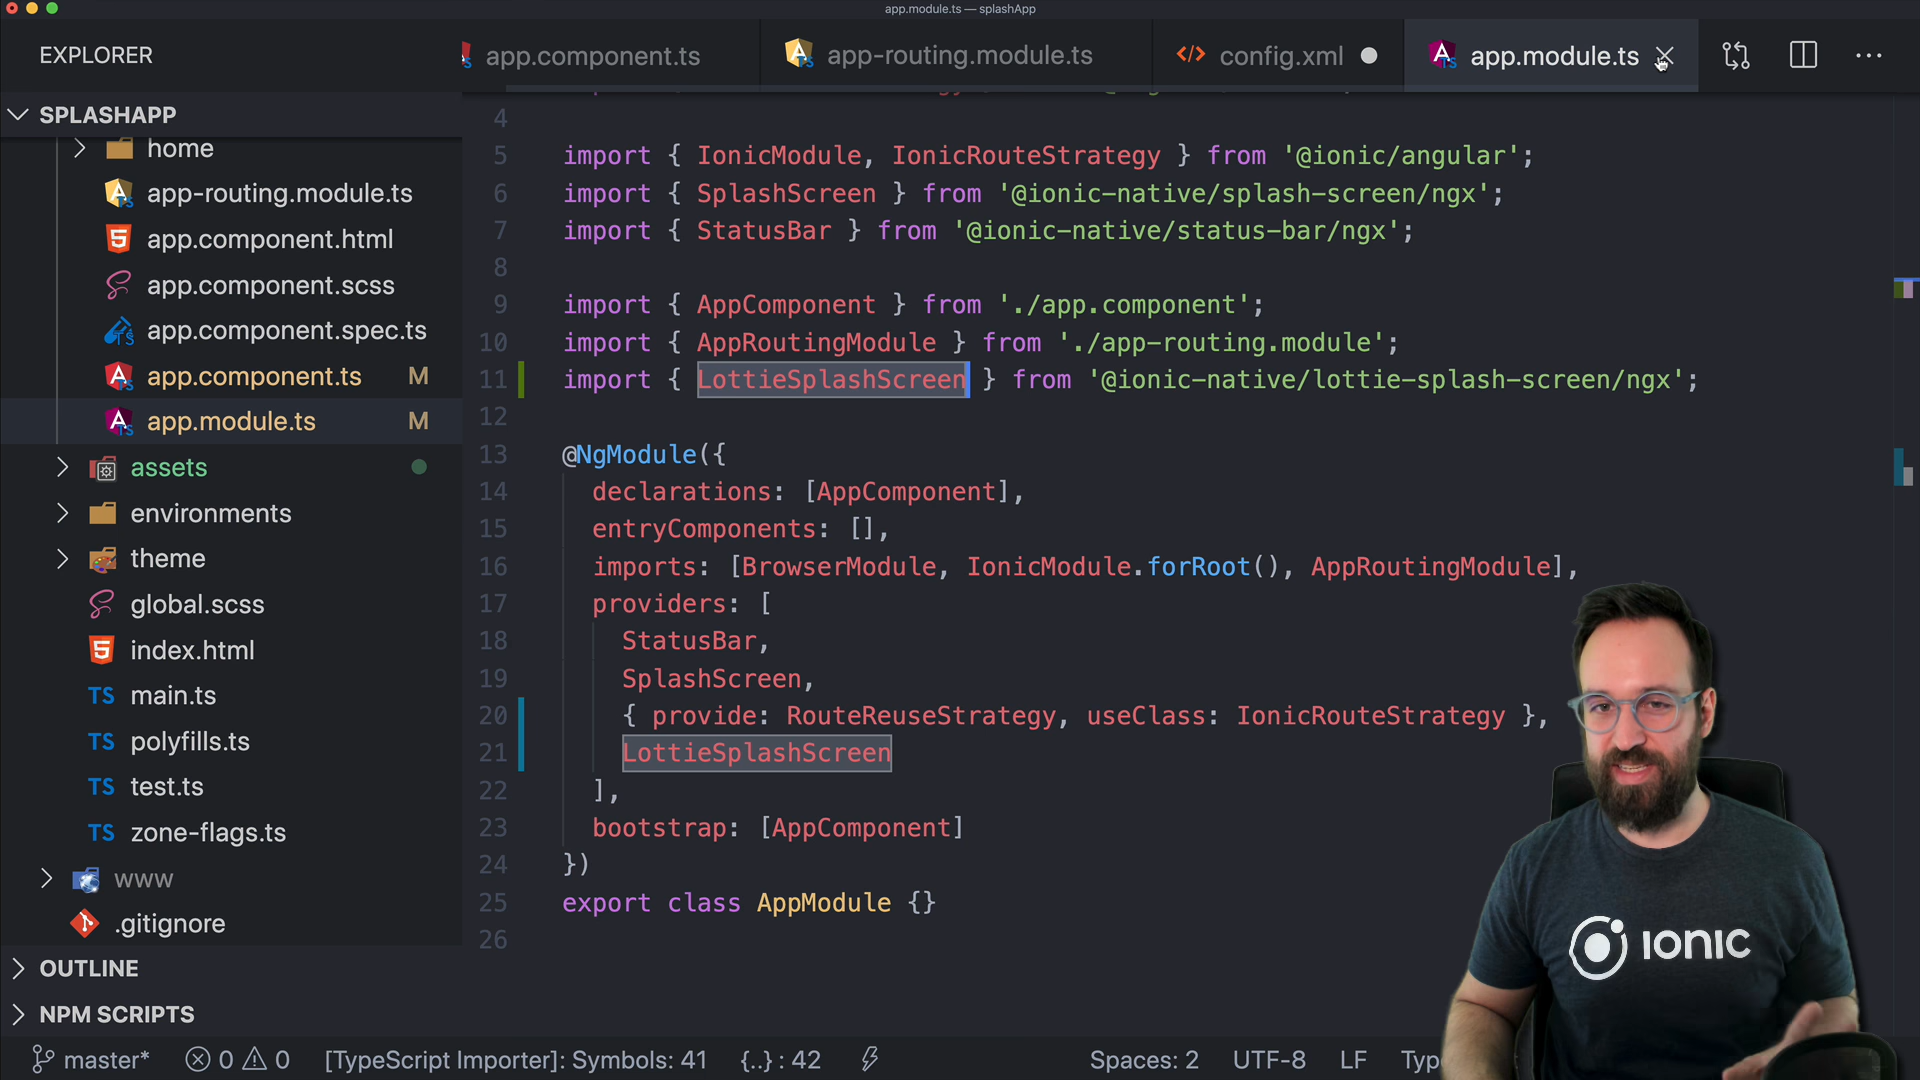 app.module.ts — splashApp
EXPLORER
app.component.ts
app-routing.module.ts
config.xml
app.module.ts
SPLASHAPP
home
app-routing.module.ts
app.component.html
app.component.scss
app.component.spec.ts
app.component.ts M
app.module.ts M
assets
environments
theme
global.scss
index.html
TS main.ts
TS polyfills.ts
TS test.ts
TS zone-flags.ts
www
.gitignore
OUTLINE
NPM SCRIPTS
4
5 import { IonicModule, IonicRouteStrategy } from '@ionic/angular';
6 import { SplashScreen } from '@ionic-native/splash-screen/ngx';
7 import { StatusBar } from '@ionic-native/status-bar/ngx';
8
9 import { AppComponent } from './app.component';
10 import { AppRoutingModule } from './app-routing.module';
11 import { LottieSplashScreen } from '@ionic-native/lottie-splash-screen/ngx';
12
13 @NgModule({
14 declarations: [AppComponent],
15 entryComponents: [],
16 imports: [BrowserModule, IonicModule.forRoot(), AppRoutingModule],
17 providers: [
18 StatusBar,
19 SplashScreen,
20 { provide: RouteReuseStrategy, useClass: IonicRouteStrategy },
21 LottieSplashScreen
22 ],
23 bootstrap: [AppComponent]
24 })
25 export class AppModule {}
26
IONIC
master* 0 0 [TypeScript Importer]: Symbols: 41 {..} : 42 Spaces: 2 UTF-8 LF